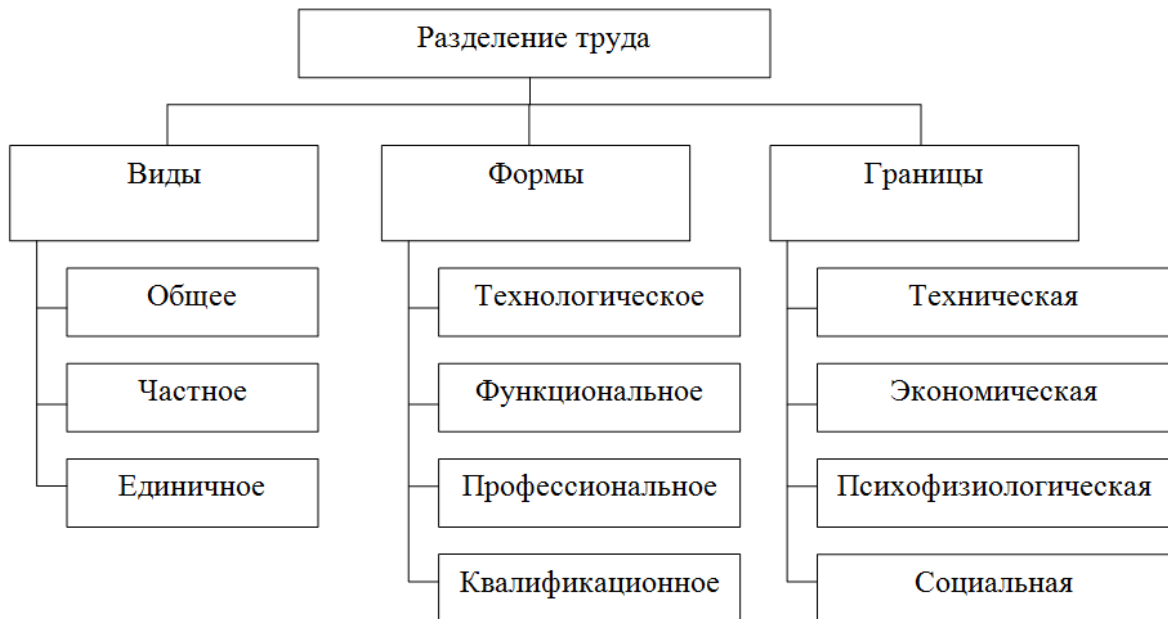 Разделение труда
Виды
Формы
Границы
Общее
Технологическое
Техническая
Частное
Функциональное
Экономическая
Единичное
Профессиональное
Психофизиологическая
Квалификационное
Социальная